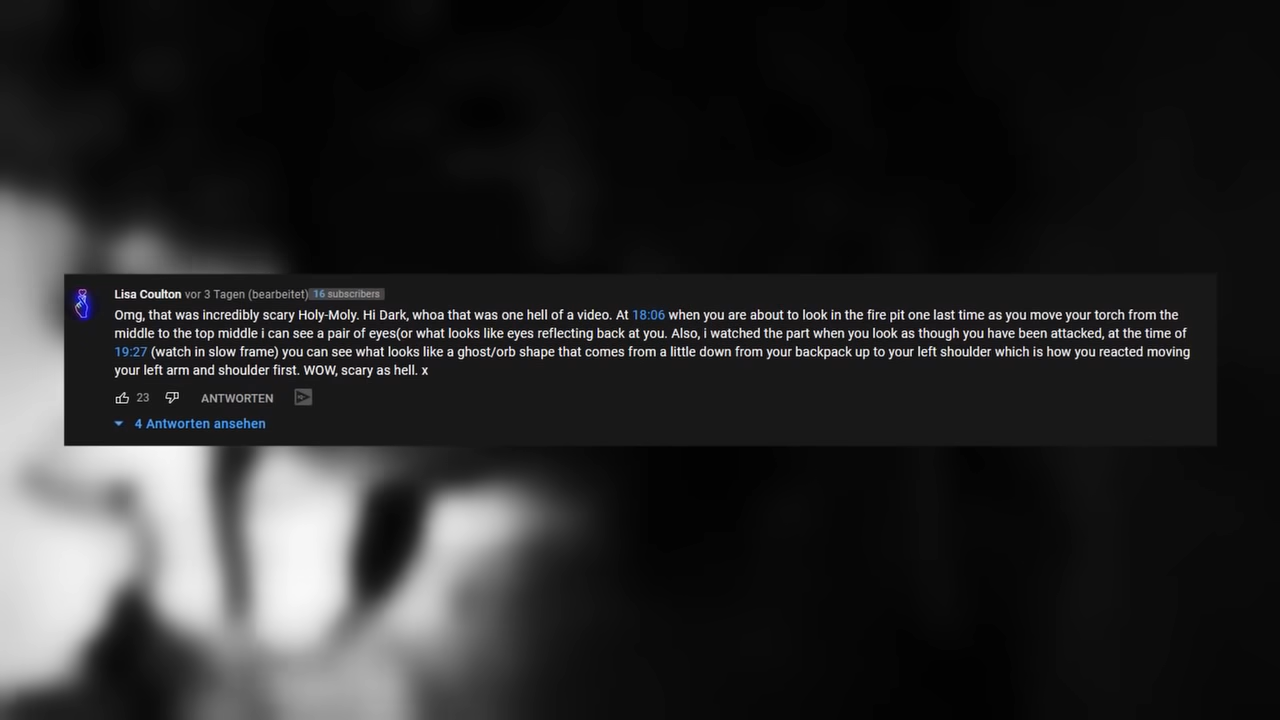 Lisa Coulton vor 3 Tagen (bearbeitet) 16 subscribers
Omg, that was incredibly scary Holy-Moly. Hi Dark, whoa that was one hell of a video. At 18:06 when you are about to look in the fire pit one last time as you move your torch from the
middle to the top middle i can see a pair of eyes(or what looks like eyes reflecting back at you. Also, i watched the part when you look as though you have been attacked, at the time of
19:27 (watch in slow frame) you can see what looks like a ghost/orb shape that comes from a little down from your backpack up to your left shoulder which is how you reacted moving
your left arm and shoulder first. WOW, scary as hell. x
23 ANTWORTEN
4 Antworten ansehen